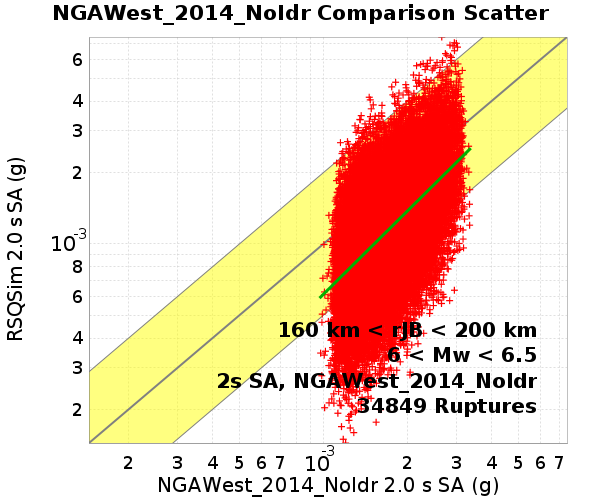 NGAWest_2014_NoIdr Comparison Scatter
RSQSim 2.0 s SA (g)
6
4
3
2
10-3
8
6
4
3
2
160 km < rJB < 200 km
6 < Mw < 6.5
2s SA, NGAWest_2014_NoIdr
34849 Ruptures
2 3 4 5 6 7 10-3 2 3 4 5 6 7
NGAWest_2014_NoIdr 2.0 s SA (g)